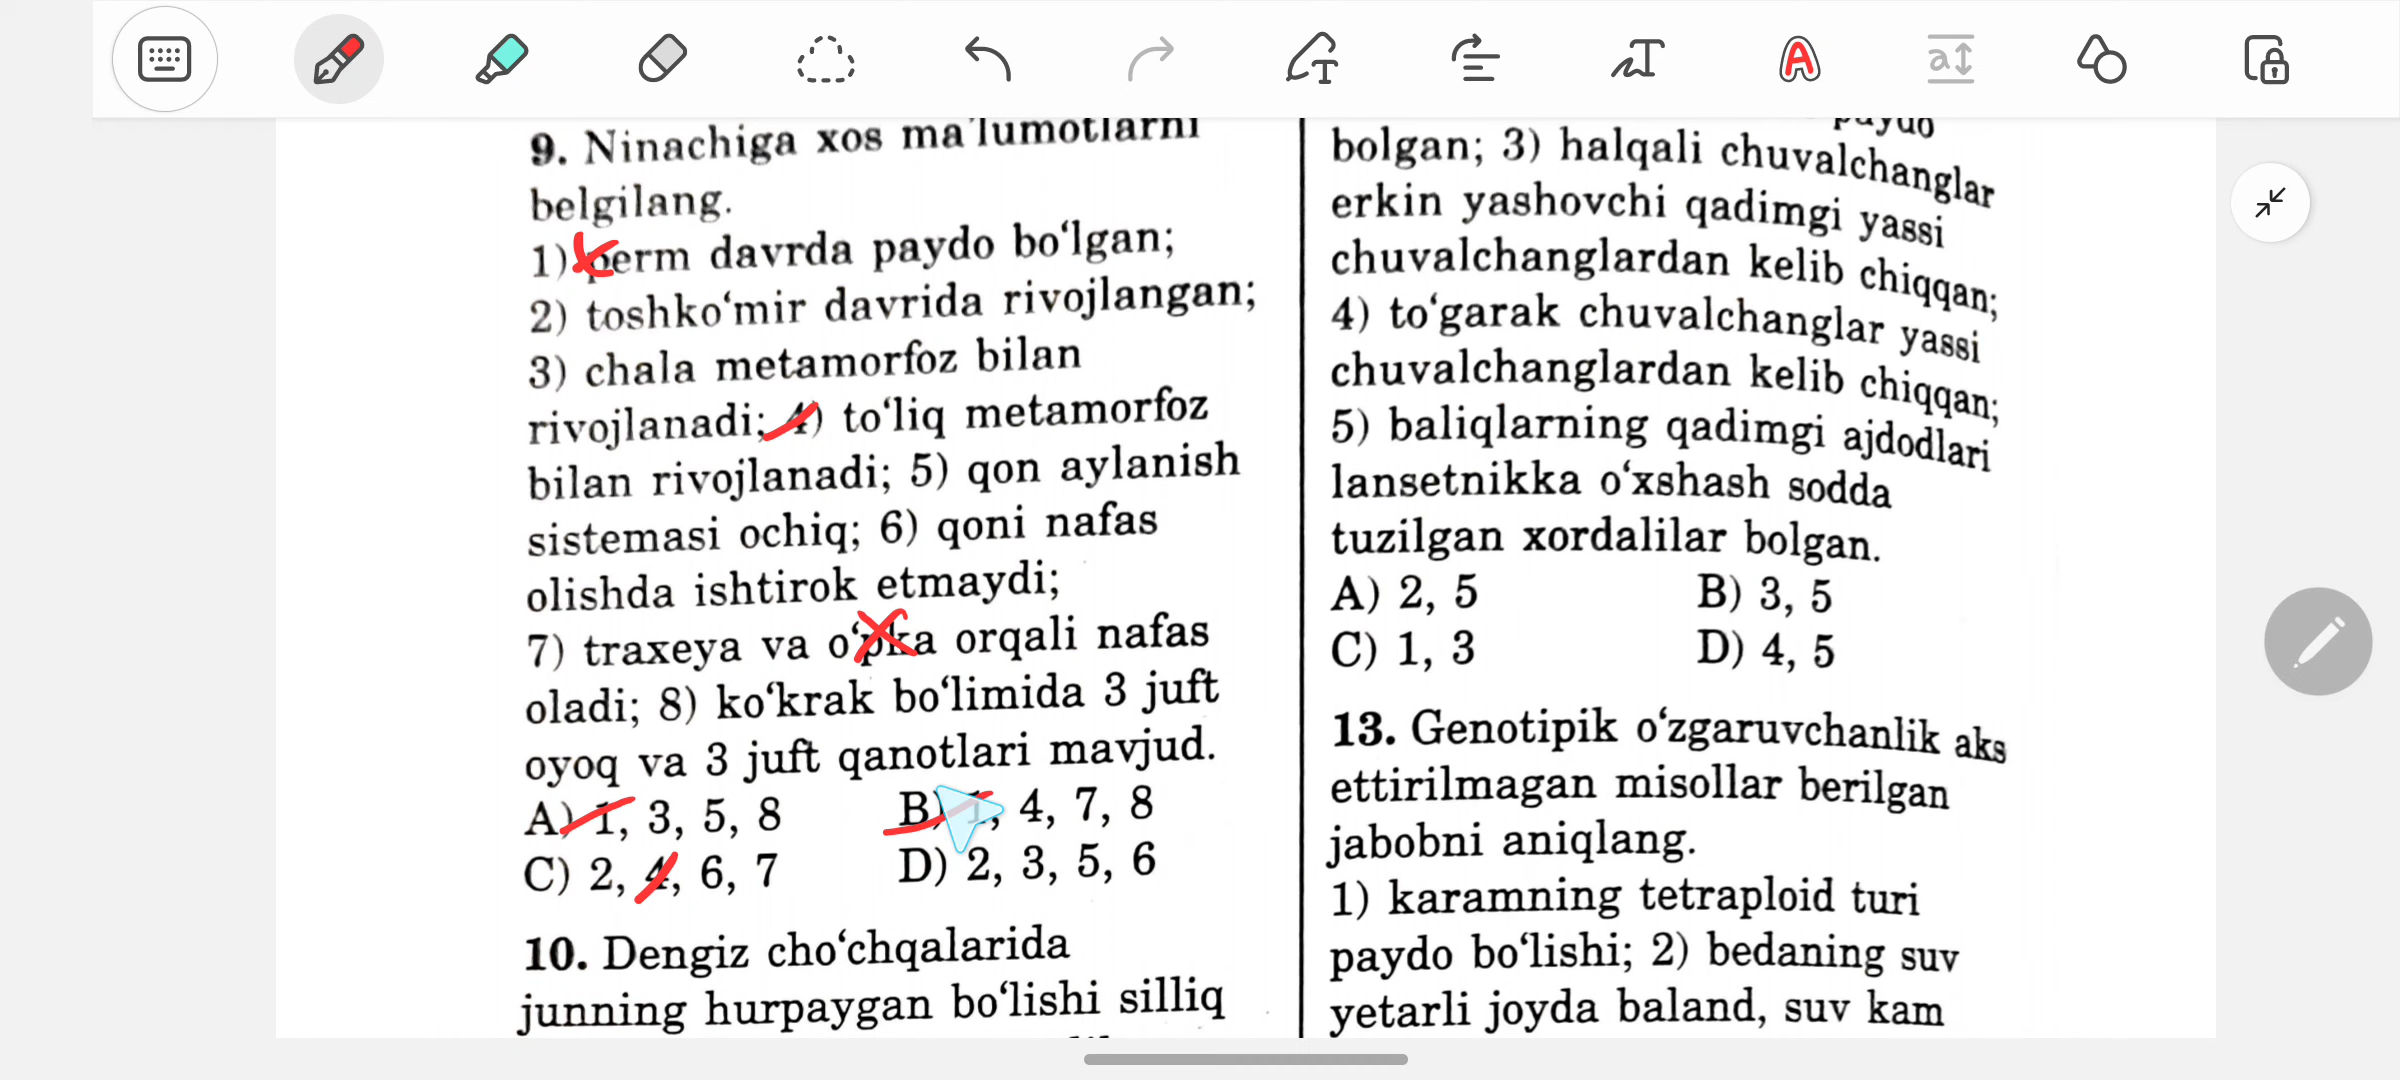 9. Ninachiga xos ma'lumotlarni
belgilang.
1) perm davrda paydo bo‘lgan;
2) toshko‘mir davrida rivojlangan;
3) chala metamorfoz bilan
rivojlanadi; 4) to‘liq metamorfoz
bilan rivojlanadi; 5) qon aylanish
sistemasi ochiq; 6) qoni nafas
olishda ishtirok etmaydi;
7) traxeya va o‘pka orqali nafas
oladi; 8) ko‘krak bo‘limida 3 juft
oyoq va 3 juft qanotlari mavjud.
A) 1, 3, 5, 8 B) 1, 4, 7, 8
C) 2, 4, 6, 7 D) 2, 3, 5, 6
10. Dengiz cho‘chqalarida
junning hurpaygan bo‘lishi silliq
paydo
bolgan; 3) halqali chuvalchanglar
erkin yashovchi qadimgi yassi
chuvalchanglardan kelib chiqqan;
4) to‘garak chuvalchanglar yassi
chuvalchanglardan kelib chiqqan;
5) baliqlarning qadimgi ajdodlari
lansetnikka o‘xshash sodda
tuzilgan xordalilar bolgan.
A) 2, 5 B) 3, 5
C) 1, 3 D) 4, 5
13. Genotipik o‘zgaruvchanlik aks
ettirilmagan misollar berilgan
jabobni aniqlang.
1) karamning tetraploid turi
paydo bo‘lishi; 2) bedaning suv
yetarli joyda baland, suv kam